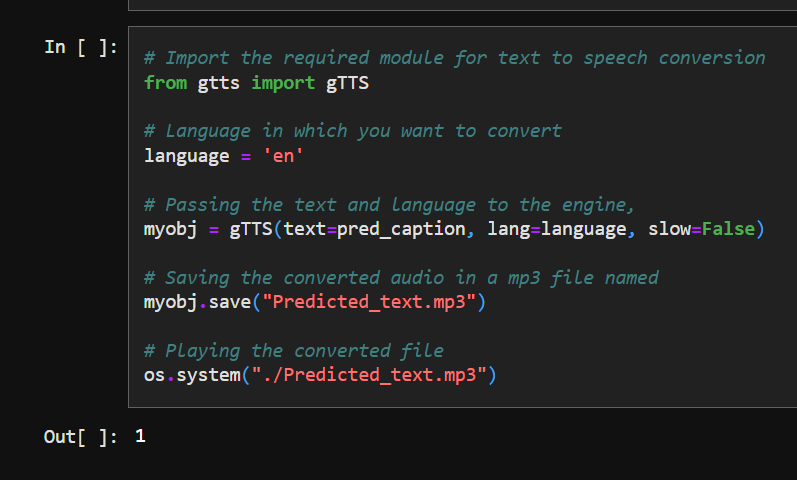 In [ ]:
# Import the required module for text to speech conversion
from gtts import gTTS
# Language in which you want to convert
language = 'en'
# Passing the text and language to the engine,
myobj = gTTS(text=pred_caption, lang=language, slow=False)
# Saving the converted audio in a mp3 file named
myobj.save("Predicted_text.mp3")
# Playing the converted file
os.system("./Predicted_text.mp3")
Out[ ]: 1